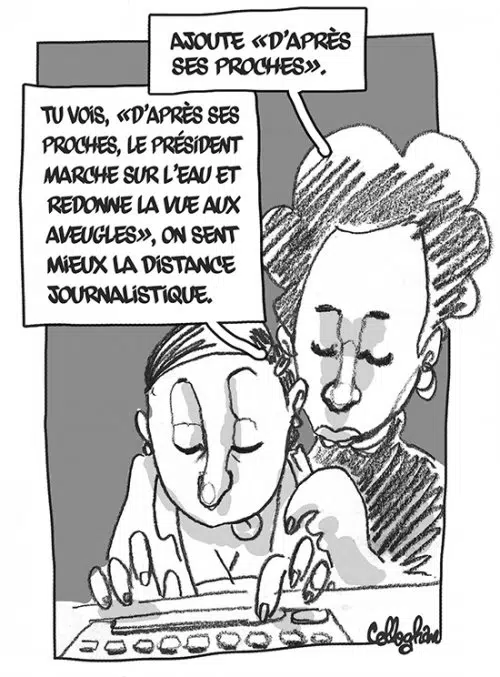 AJOUTE «D'APRÈS
SES PROCHES».
TU VOIS, «D'APRÈS SES
PROCHES, LE PRÉSIDENT
MARCHE SUR L'EAU ET
REDONNE LA VUE AUX
AVEUGLES», ON SENT
MIEUX LA DISTANCE
JOURNALISTIQUE.